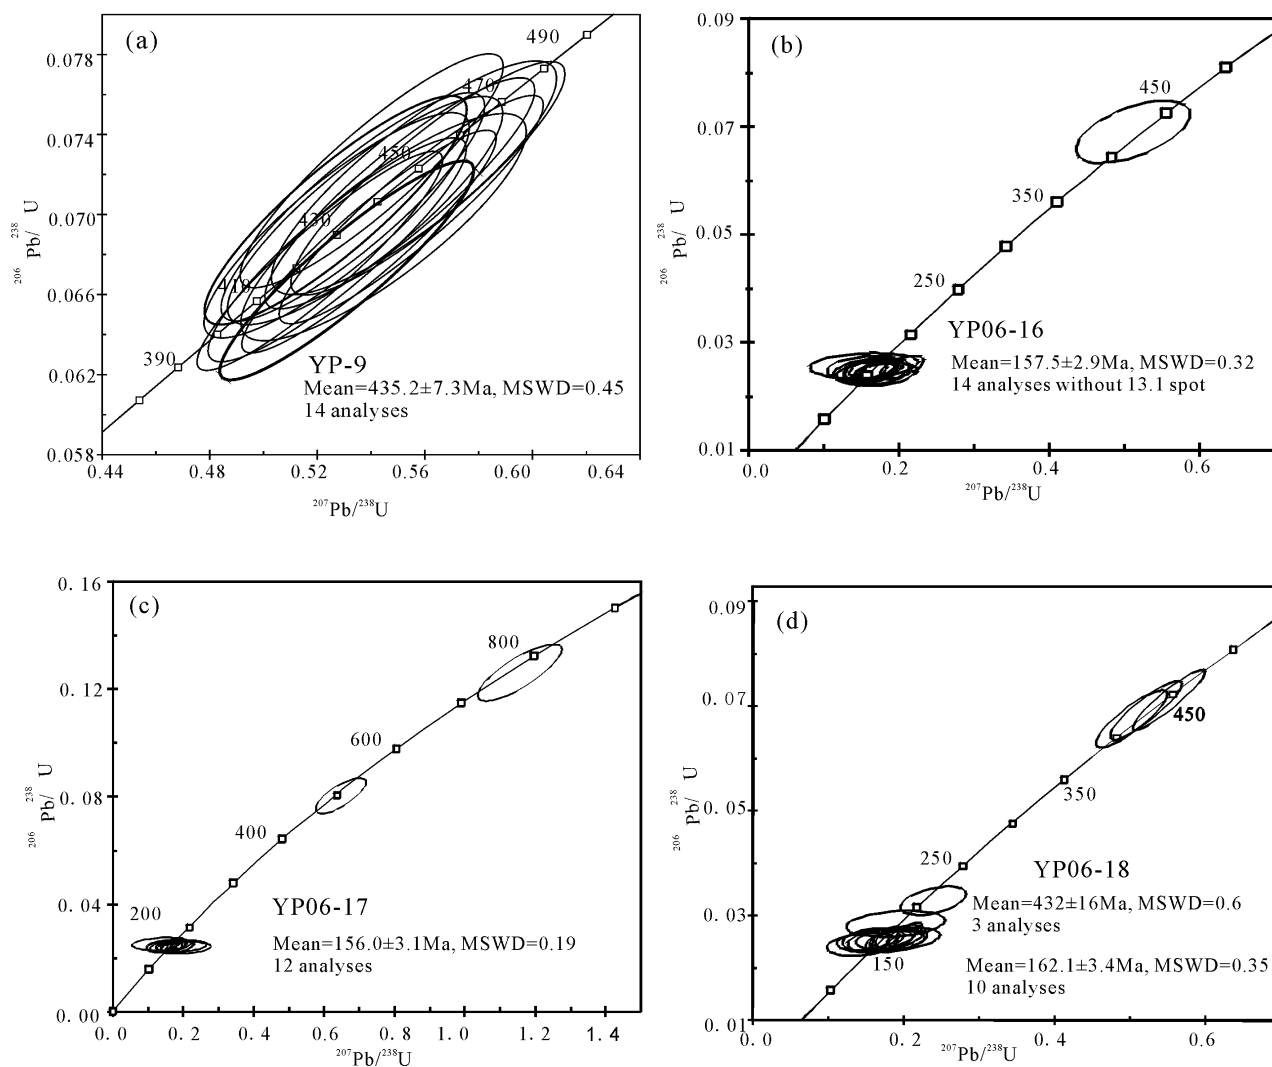 (a)
490
470
450
430
410
390
0.078
0.074
0.070
0.066
0.062
0.058
206Pb/238U
YP-9
Mean=435.2±7.3Ma, MSWD=0.45
14 analyses
0.44 0.48 0.52 0.56 0.60 0.64
207Pb/238U
(b)
450
350
250
0.09
0.07
0.05
0.03
0.01
206Pb/238U
YP06-16
Mean=157.5±2.9Ma, MSWD=0.32
14 analyses without 13.1 spot
0.0 0.2 0.4 0.6
207Pb/238U
(c)
800
600
400
200
0.16
0.12
0.08
0.04
0.00
206Pb/238U
YP06-17
Mean=156.0±3.1Ma, MSWD=0.19
12 analyses
0.0 0.2 0.4 0.6 0.8 1.0 1.2 1.4
207Pb/238U
(d)
450
350
250
150
0.09
0.07
0.05
0.03
0.01
206Pb/238U
YP06-18
Mean=432±16Ma, MSWD=0.6
3 analyses
Mean=162.1±3.4Ma, MSWD=0.35
10 analyses
0.0 0.2 0.4 0.6
207Pb/238U